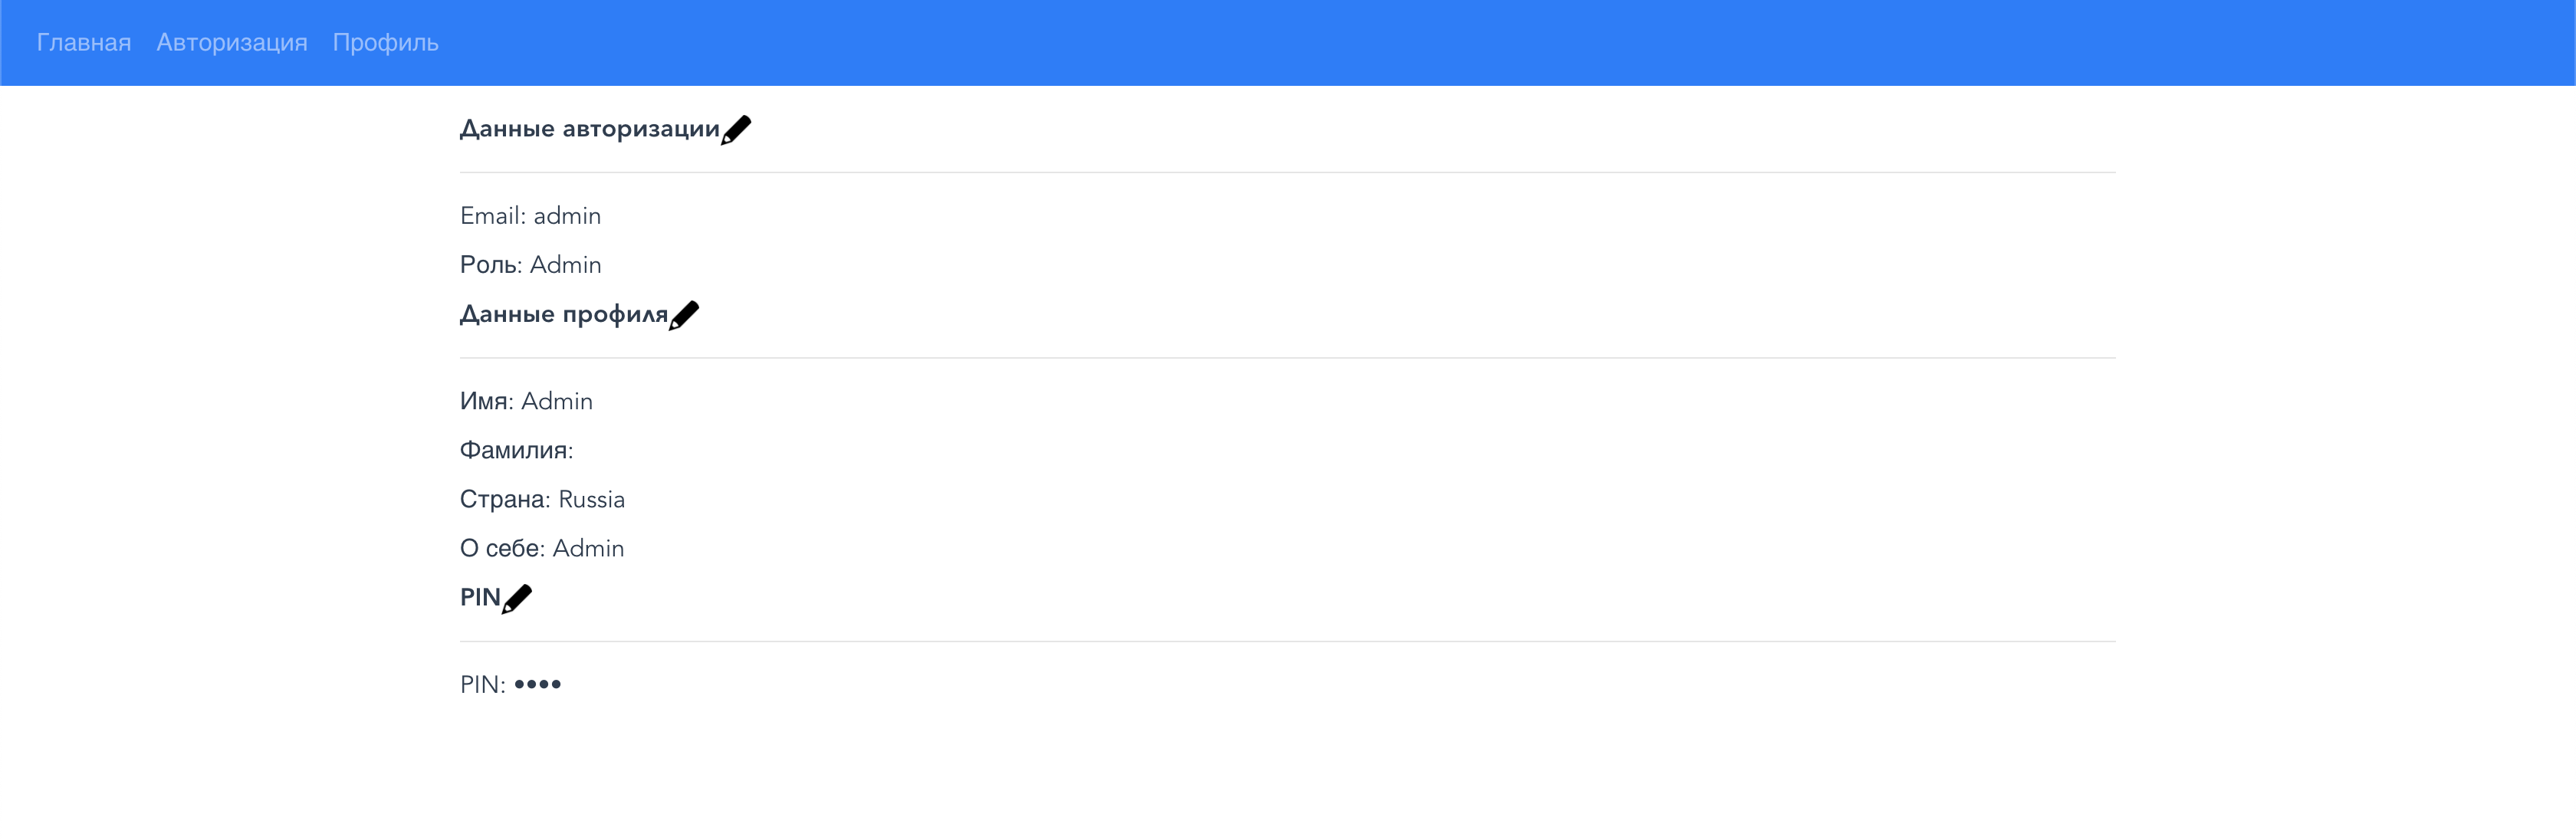 Главная Авторизация Профиль
Данные авторизации
Email: admin
Роль: Admin
Данные профиля
Имя: Admin
Фамилия:
Страна: Russia
О себе: Admin
PIN
PIN: ••••